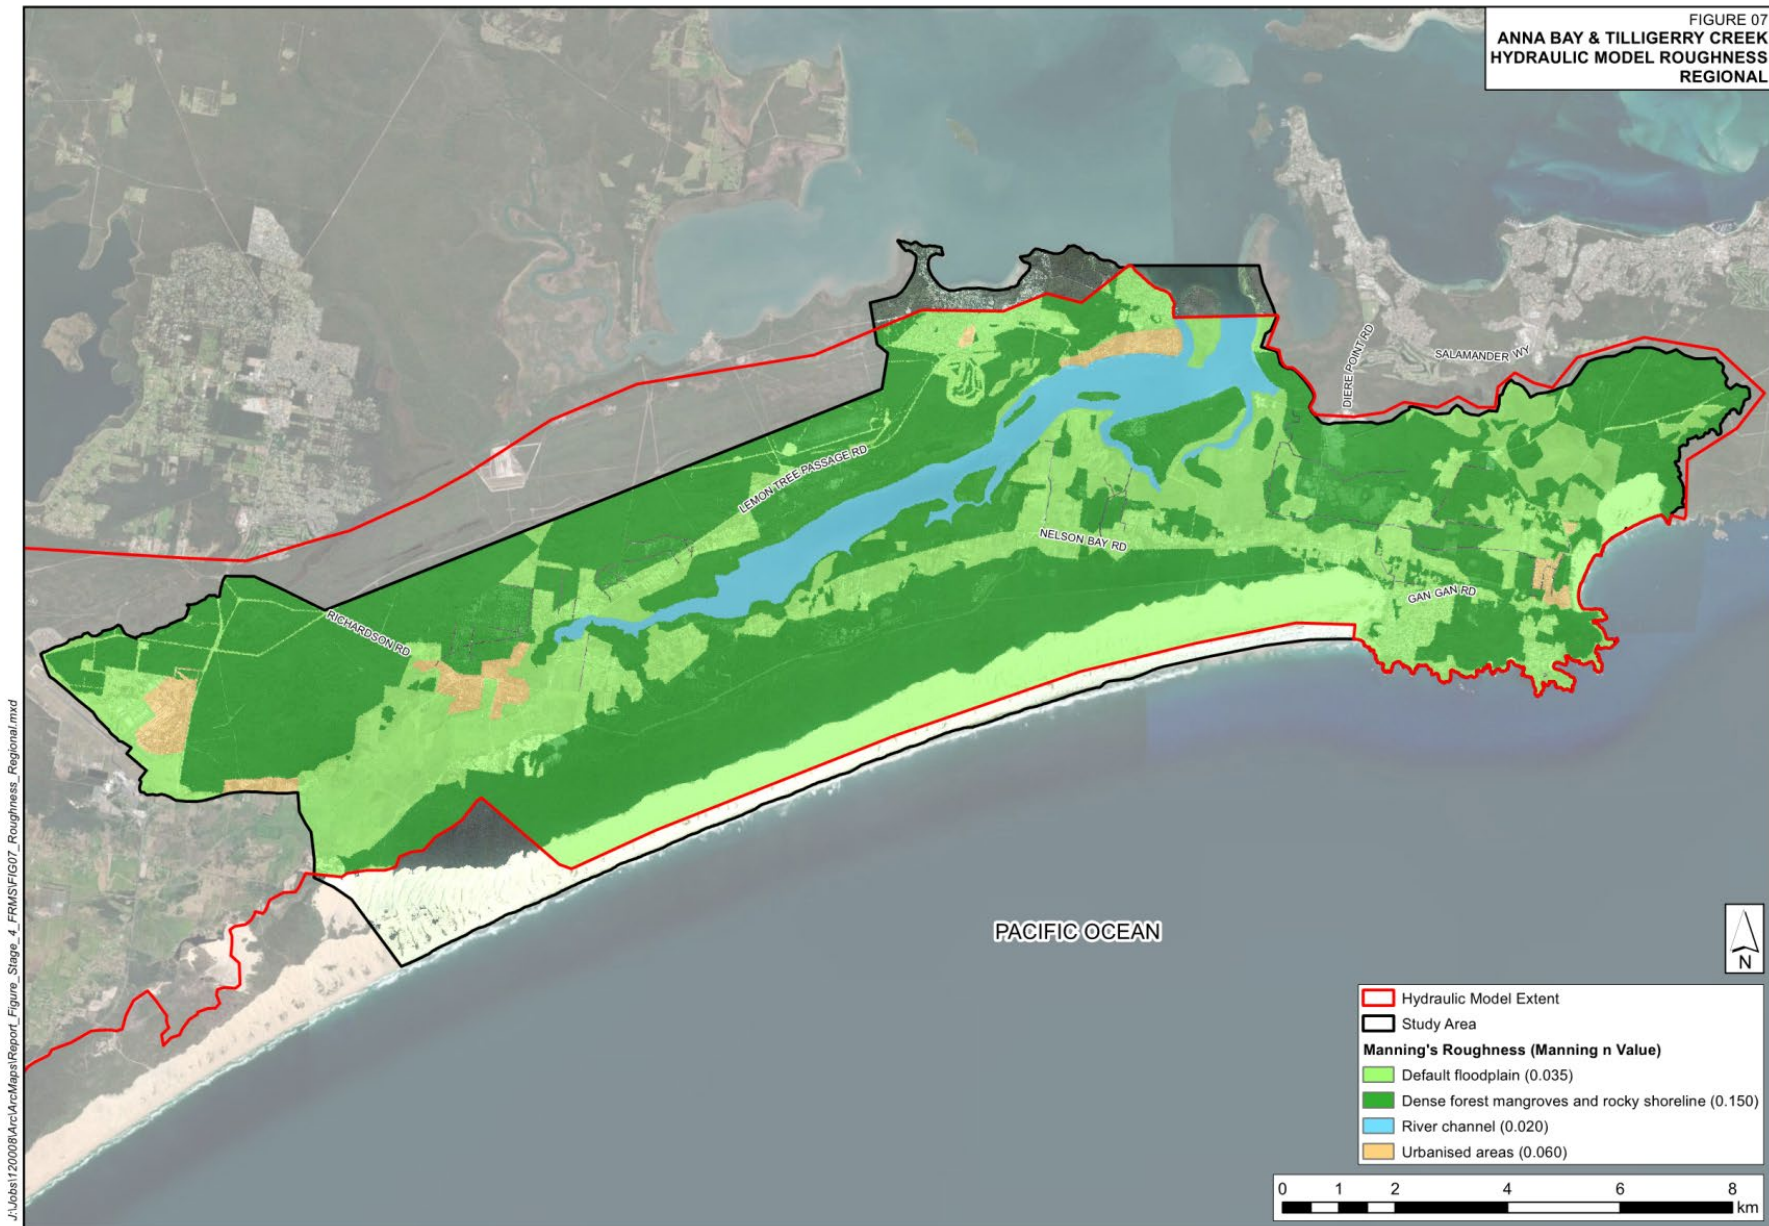 FIGURE 07
ANNA BAY & TILLIGERRY CREEK
HYDRAULIC MODEL ROUGHNESS
REGIONAL
DIERE POINT RD
SALAMANDER WY
LEMON TREE PASSAGE RD
NELSON BAY RD
GAN GAN RD
RICHARDSON RD
PACIFIC OCEAN
N
Hydraulic Model Extent
Study Area
Manning's Roughness (Manning n Value)
Default floodplain (0.035)
Dense forest mangroves and rocky shoreline (0.150)
River channel (0.020)
Urbanised areas (0.060)
0 1 2 4 6 8
km
J:\Jobs\120008\Arc\ArcMaps\Report_Figure_Stage_4_FRMS\FIG07_Roughness_Regional.mxd